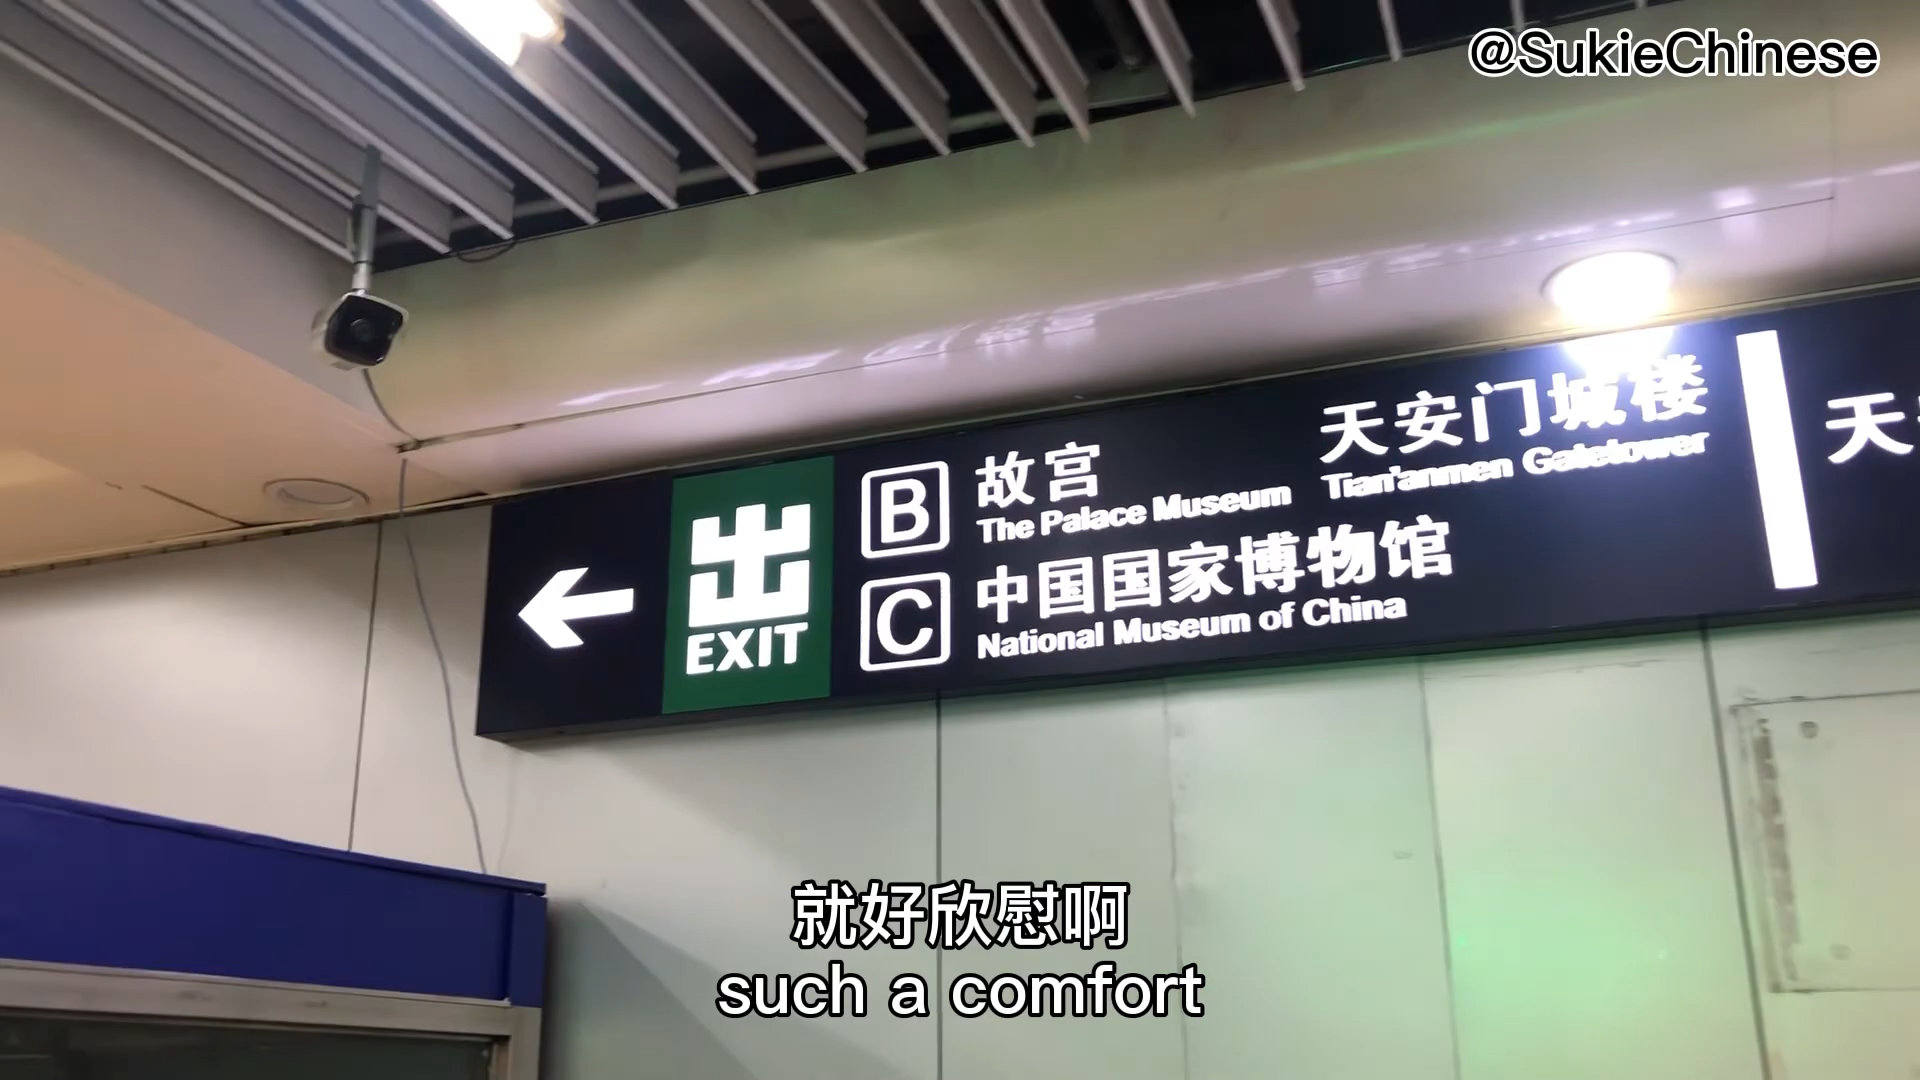 @SukieChinese
出
EXIT
B
故宫
The Palace Museum
天安门城楼
Tian'anmen Gatetower
C
中国国家博物馆
National Museum of China
天
就好欣慰啊
such a comfort